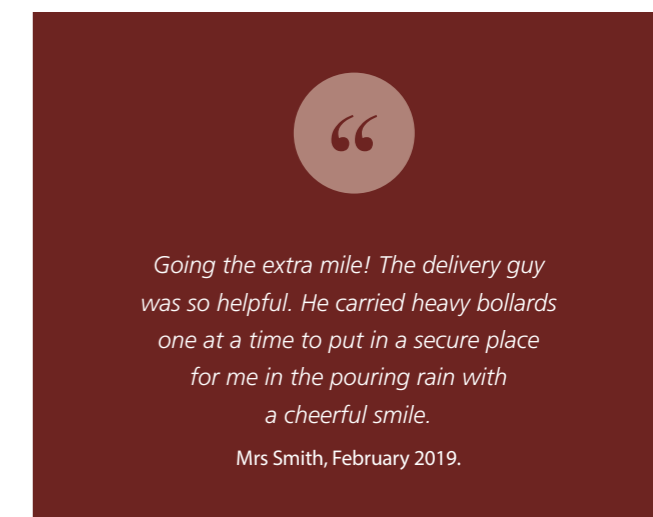 “
Going the extra mile! The delivery guy
was so helpful. He carried heavy bollards
one at a time to put in a secure place
for me in the pouring rain with
a cheerful smile.
Mrs Smith, February 2019.